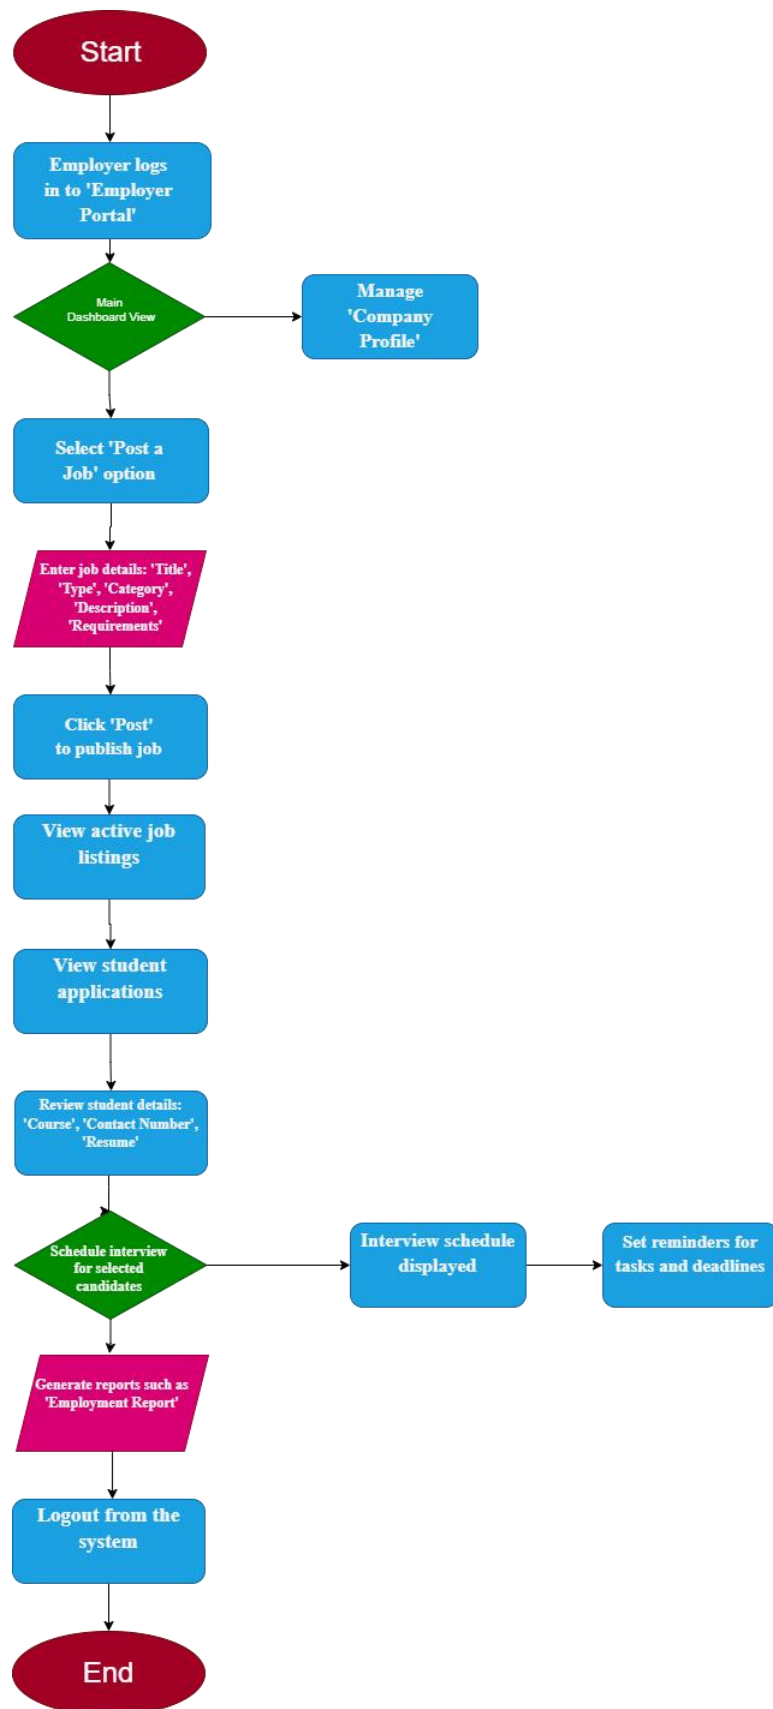 Start
Employer logs
in to 'Employer
Portal'
Main
Dashboard View
Manage
'Company
Profile'
Select 'Post a
Job' option
Enter job details: 'Title',
'Type', 'Category',
'Description',
'Requirements'
Click 'Post'
to publish job
View active job
listings
View student
applications
Review student details:
'Course', 'Contact Number',
'Resume'
Schedule interview
for selected
candidates
Interview schedule
displayed
Set reminders for
tasks and deadlines
Generate reports such as
'Employment Report'
Logout from the
system
End